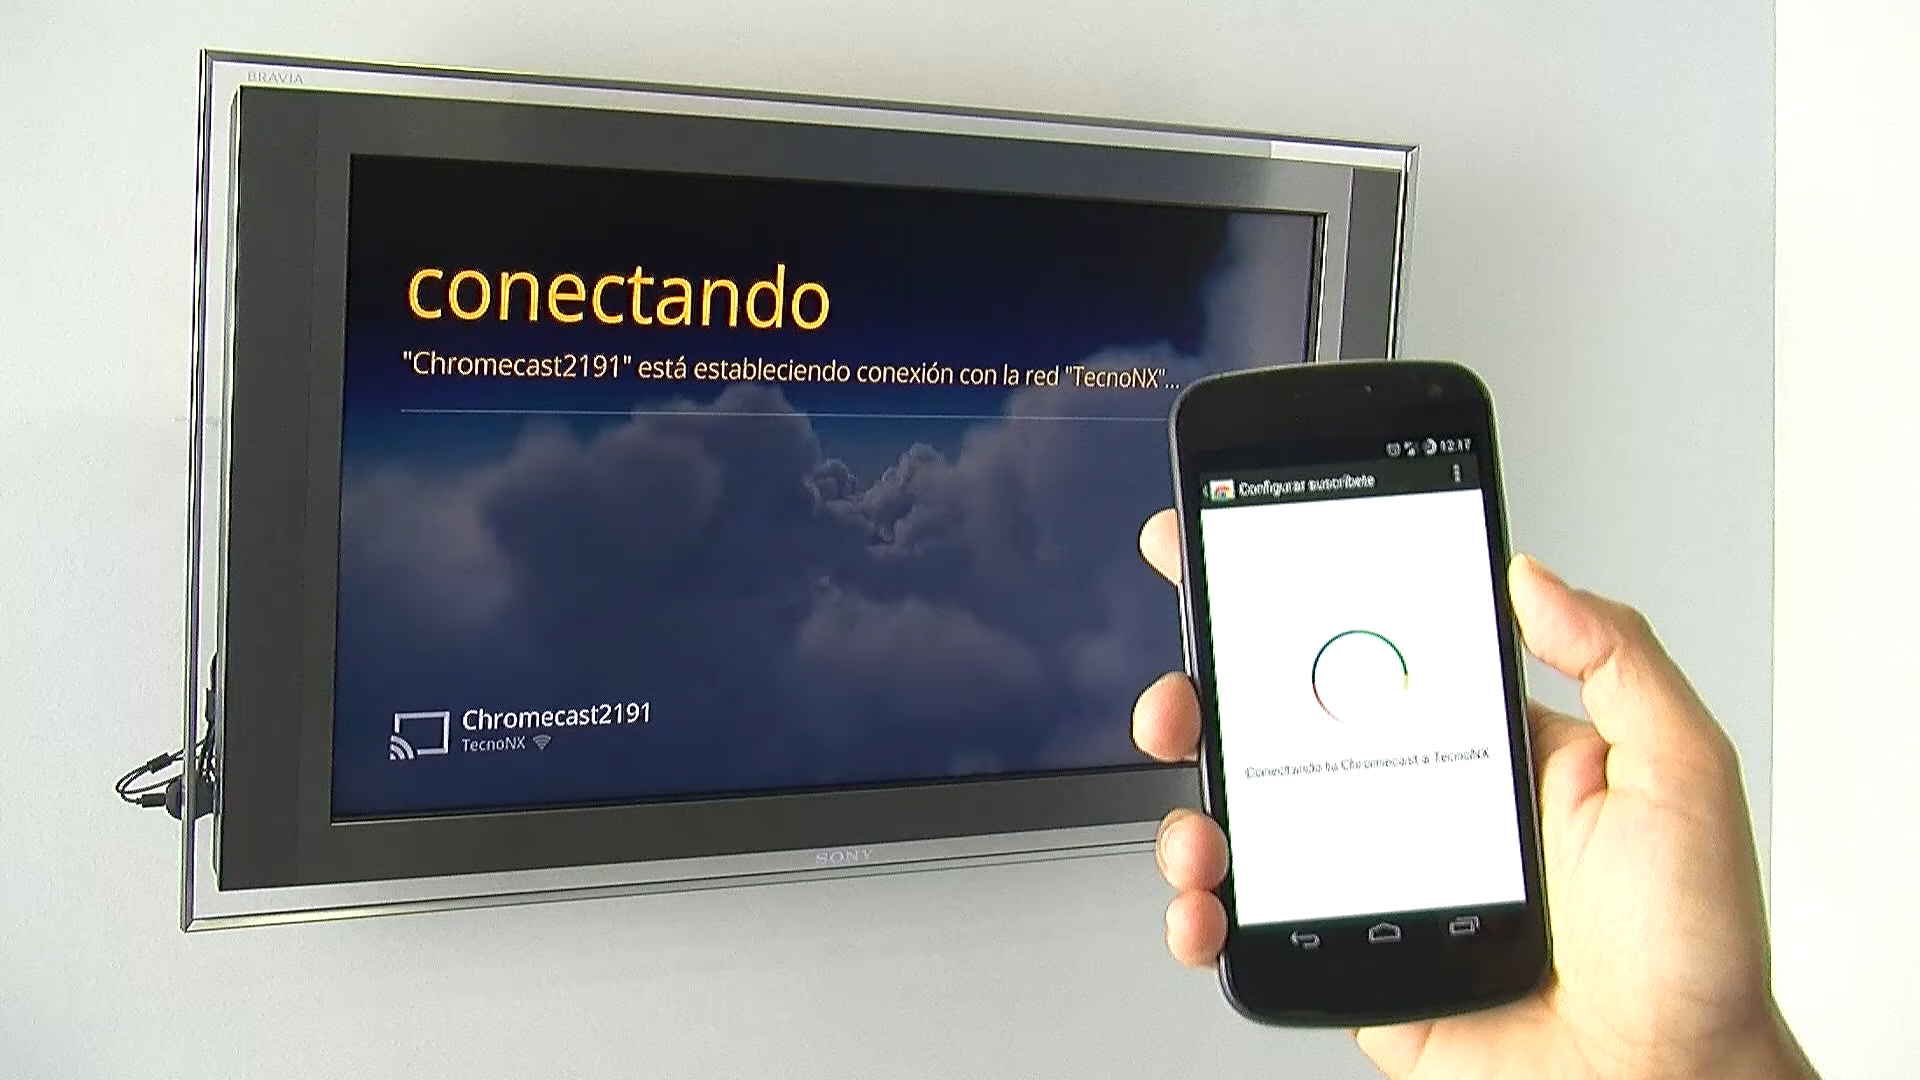 BRAVIA
conectando
"Chromecast2191" está estableciendo conexión con la red "TecnoNX"...
Chromecast2191
TecnoNX
SONY
12:17
Configurar suscríbete
Conectando tu Chromecast a TecnoNX